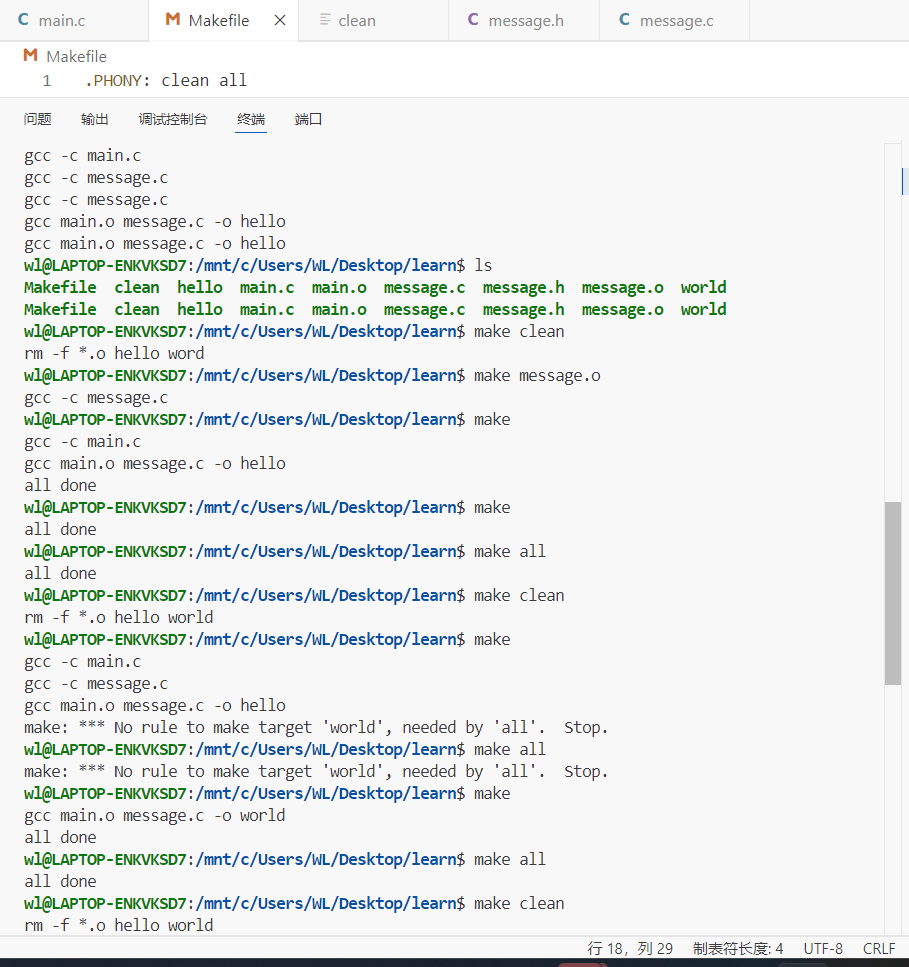 C main.c M Makefile × clean C message.h C message.c
M Makefile
1 .PHONY: clean all
问题 输出 调试控制台 终端 端口
gcc -c main.c
gcc -c message.c
gcc -c message.c
gcc main.o message.c -o hello
gcc main.o message.c -o hello
wl@LAPTOP-ENKVKSD7:/mnt/c/Users/WL/Desktop/learn$ ls
Makefile clean hello main.c main.o message.c message.h message.o world
Makefile clean hello main.c main.o message.c message.h message.o world
wl@LAPTOP-ENKVKSD7:/mnt/c/Users/WL/Desktop/learn$ make clean
rm -f *.o hello word
wl@LAPTOP-ENKVKSD7:/mnt/c/Users/WL/Desktop/learn$ make message.o
gcc -c message.c
wl@LAPTOP-ENKVKSD7:/mnt/c/Users/WL/Desktop/learn$ make
gcc -c main.c
gcc main.o message.c -o hello
all done
wl@LAPTOP-ENKVKSD7:/mnt/c/Users/WL/Desktop/learn$ make
all done
wl@LAPTOP-ENKVKSD7:/mnt/c/Users/WL/Desktop/learn$ make all
all done
wl@LAPTOP-ENKVKSD7:/mnt/c/Users/WL/Desktop/learn$ make clean
rm -f *.o hello world
wl@LAPTOP-ENKVKSD7:/mnt/c/Users/WL/Desktop/learn$ make
gcc -c main.c
gcc -c message.c
gcc main.o message.c -o hello
make: *** No rule to make target 'world', needed by 'all'.  Stop.
wl@LAPTOP-ENKVKSD7:/mnt/c/Users/WL/Desktop/learn$ make all
make: *** No rule to make target 'world', needed by 'all'.  Stop.
wl@LAPTOP-ENKVKSD7:/mnt/c/Users/WL/Desktop/learn$ make
gcc main.o message.c -o world
all done
wl@LAPTOP-ENKVKSD7:/mnt/c/Users/WL/Desktop/learn$ make all
all done
wl@LAPTOP-ENKVKSD7:/mnt/c/Users/WL/Desktop/learn$ make clean
rm -f *.o hello world
行 18，列 29 制表符长度: 4 UTF-8 CRLF